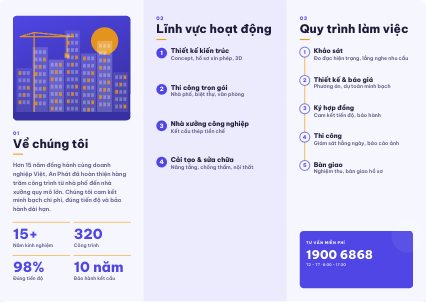 01
Về chúng tôi
Hơn 15 năm đồng hành cùng doanh
nghiệp Việt, An Phát đã hoàn thiện hàng
trăm công trình từ nhà phố đến nhà
xưởng quy mô lớn. Chúng tôi cam kết
minh bạch chi phí, đúng tiến độ và bảo
hành dài hạn.
15+
Năm kinh nghiệm
320
Công trình
98%
Đúng tiến độ
10 năm
Bảo hành kết cấu
02
Lĩnh vực hoạt động
1
Thiết kế kiến trúc
Concept, hồ sơ xin phép, 3D
2
Thi công trọn gói
Nhà phố, biệt thự, văn phòng
3
Nhà xưởng công nghiệp
Kết cấu thép tiền chế
4
Cải tạo & sửa chữa
Nâng tầng, chống thấm, nội thất
03
Quy trình làm việc
1
Khảo sát
Đo đạc hiện trạng, lắng nghe nhu cầu
2
Thiết kế & báo giá
Phương án, dự toán minh bạch
3
Ký hợp đồng
Cam kết tiến độ, bảo hành
4
Thi công
Giám sát hằng ngày, báo cáo ảnh
5
Bàn giao
Nghiệm thu, bàn giao hồ sơ
TƯ VẤN MIỄN PHÍ
1900 6868
T2 – T7 · 8:00 – 17:30